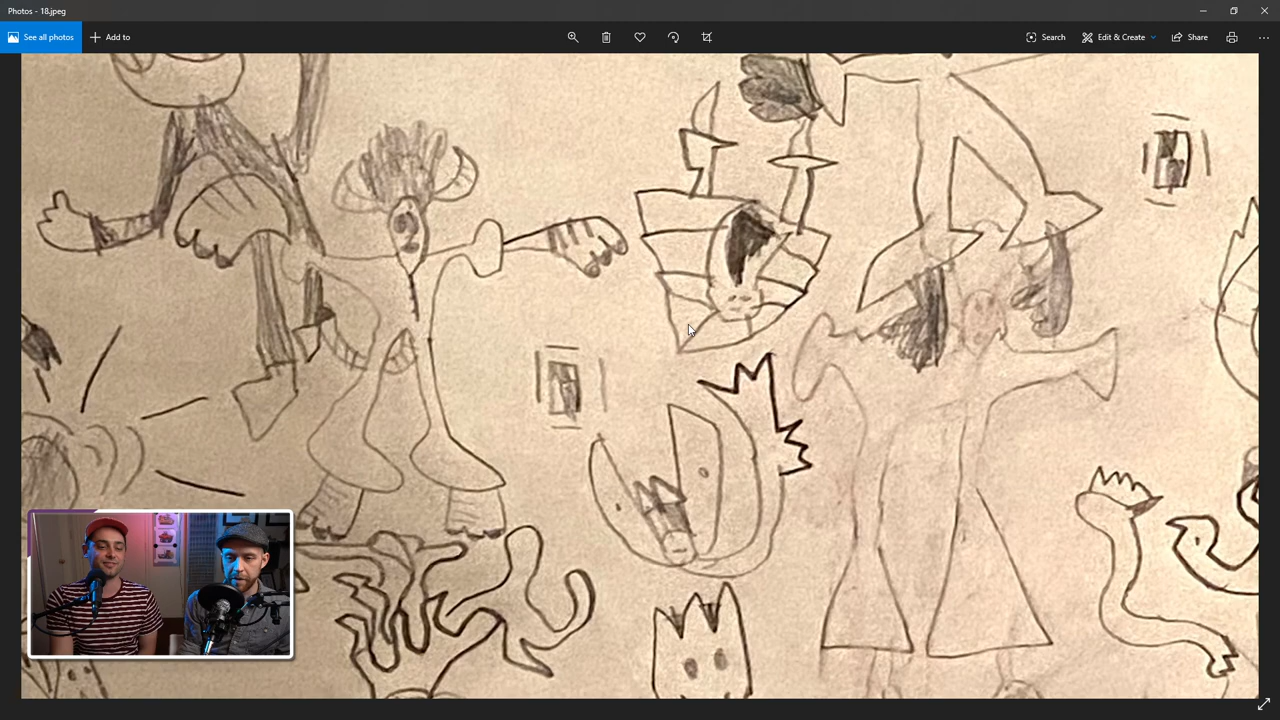 Photos - 18.jpeg
See all photos
Add to
Search
Edit & Create
Share